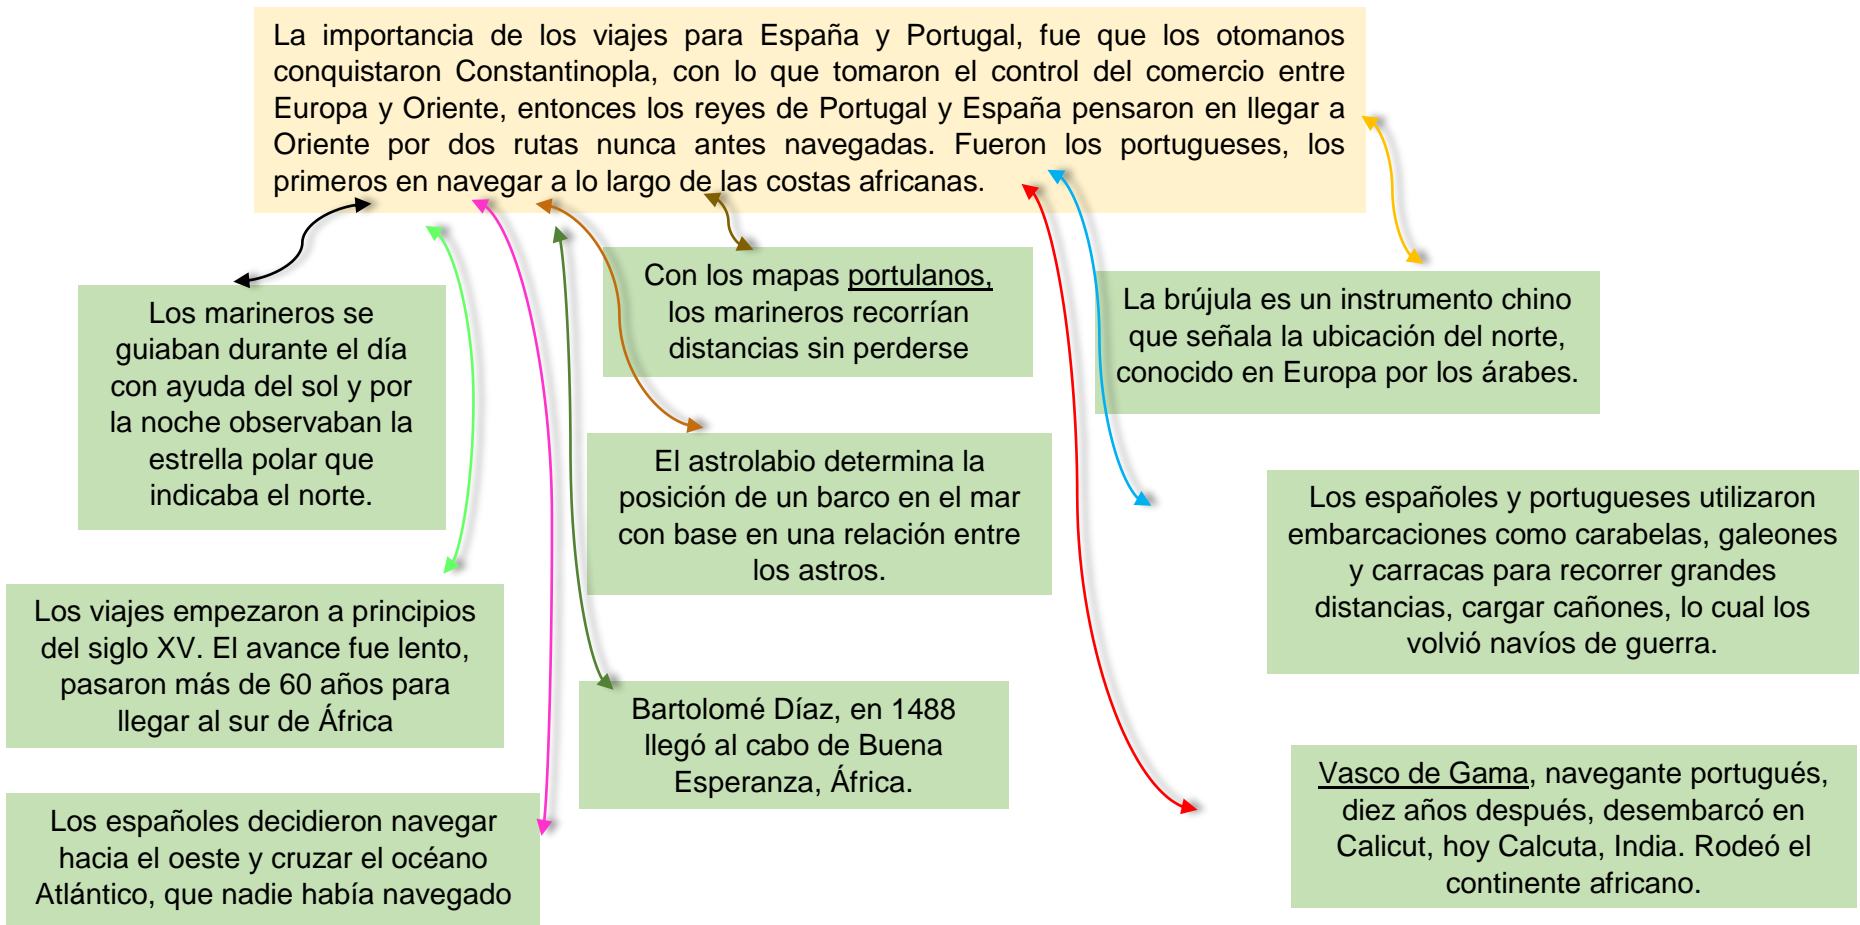 La importancia de los viajes para España y Portugal, fue que los otomanos
conquistaron Constantinopla, con lo que tomaron el control del comercio entre
Europa y Oriente, entonces los reyes de Portugal y España pensaron en llegar a
Oriente por dos rutas nunca antes navegadas. Fueron los portugueses, los
primeros en navegar a lo largo de las costas africanas.
Los marineros se
guiaban durante el día
con ayuda del sol y por
la noche observaban la
estrella polar que
indicaba el norte.
Con los mapas portulanos,
los marineros recorrían
distancias sin perderse
La brújula es un instrumento chino
que señala la ubicación del norte,
conocido en Europa por los árabes.
El astrolabio determina la
posición de un barco en el mar
con base en una relación entre
los astros.
Los españoles y portugueses utilizaron
embarcaciones como carabelas, galeones
y carracas para recorrer grandes
distancias, cargar cañones, lo cual los
volvió navíos de guerra.
Los viajes empezaron a principios
del siglo XV. El avance fue lento,
pasaron más de 60 años para
llegar al sur de África
Bartolomé Díaz, en 1488
llegó al cabo de Buena
Esperanza, África.
Vasco de Gama, navegante portugués,
diez años después, desembarcó en
Calicut, hoy Calcuta, India. Rodeó el
continente africano.
Los españoles decidieron navegar
hacia el oeste y cruzar el océano
Atlántico, que nadie había navegado